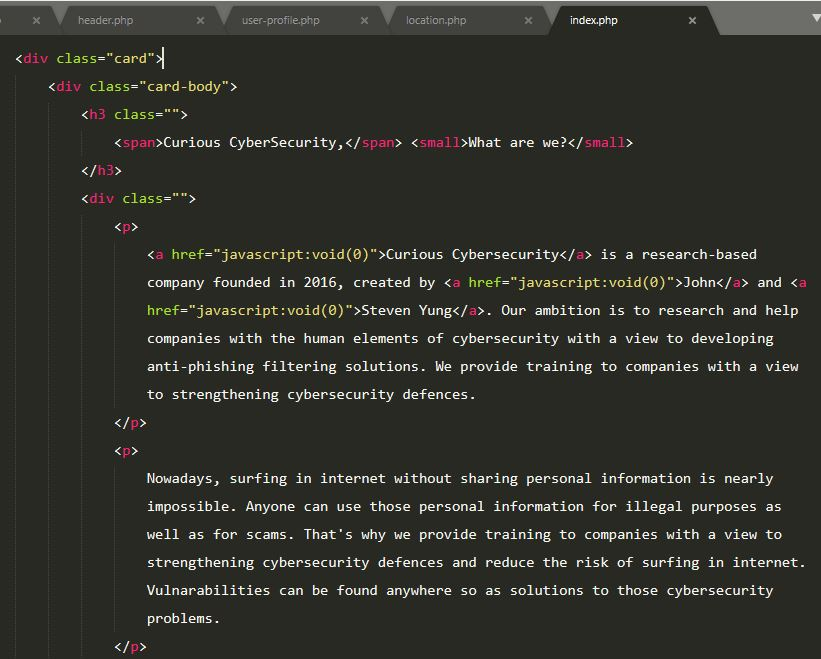 header.php user-profile.php location.php index.php
<div class="card">
<div class="card-body">
<h3 class="">
<span>Curious CyberSecurity,</span> <small>What are we?</small>
</h3>
<div class="">
<p>
<a href="javascript:void(0)">Curious Cybersecurity</a> is a research-based
company founded in 2016, created by <a href="javascript:void(0)">John</a> and <a
href="javascript:void(0)">Steven Yung</a>. Our ambition is to research and help
companies with the human elements of cybersecurity with a view to developing
anti-phishing filtering solutions. We provide training to companies with a view
to strengthening cybersecurity defences.
</p>
<p>
Nowadays, surfing in internet without sharing personal information is nearly
impossible. Anyone can use those personal information for illegal purposes as
well as for scams. That's why we provide training to companies with a view to
strengthening cybersecurity defences and reduce the risk of surfing in internet.
Vulnarabilities can be found anywhere so as solutions to those cybersecurity
problems.
</p>